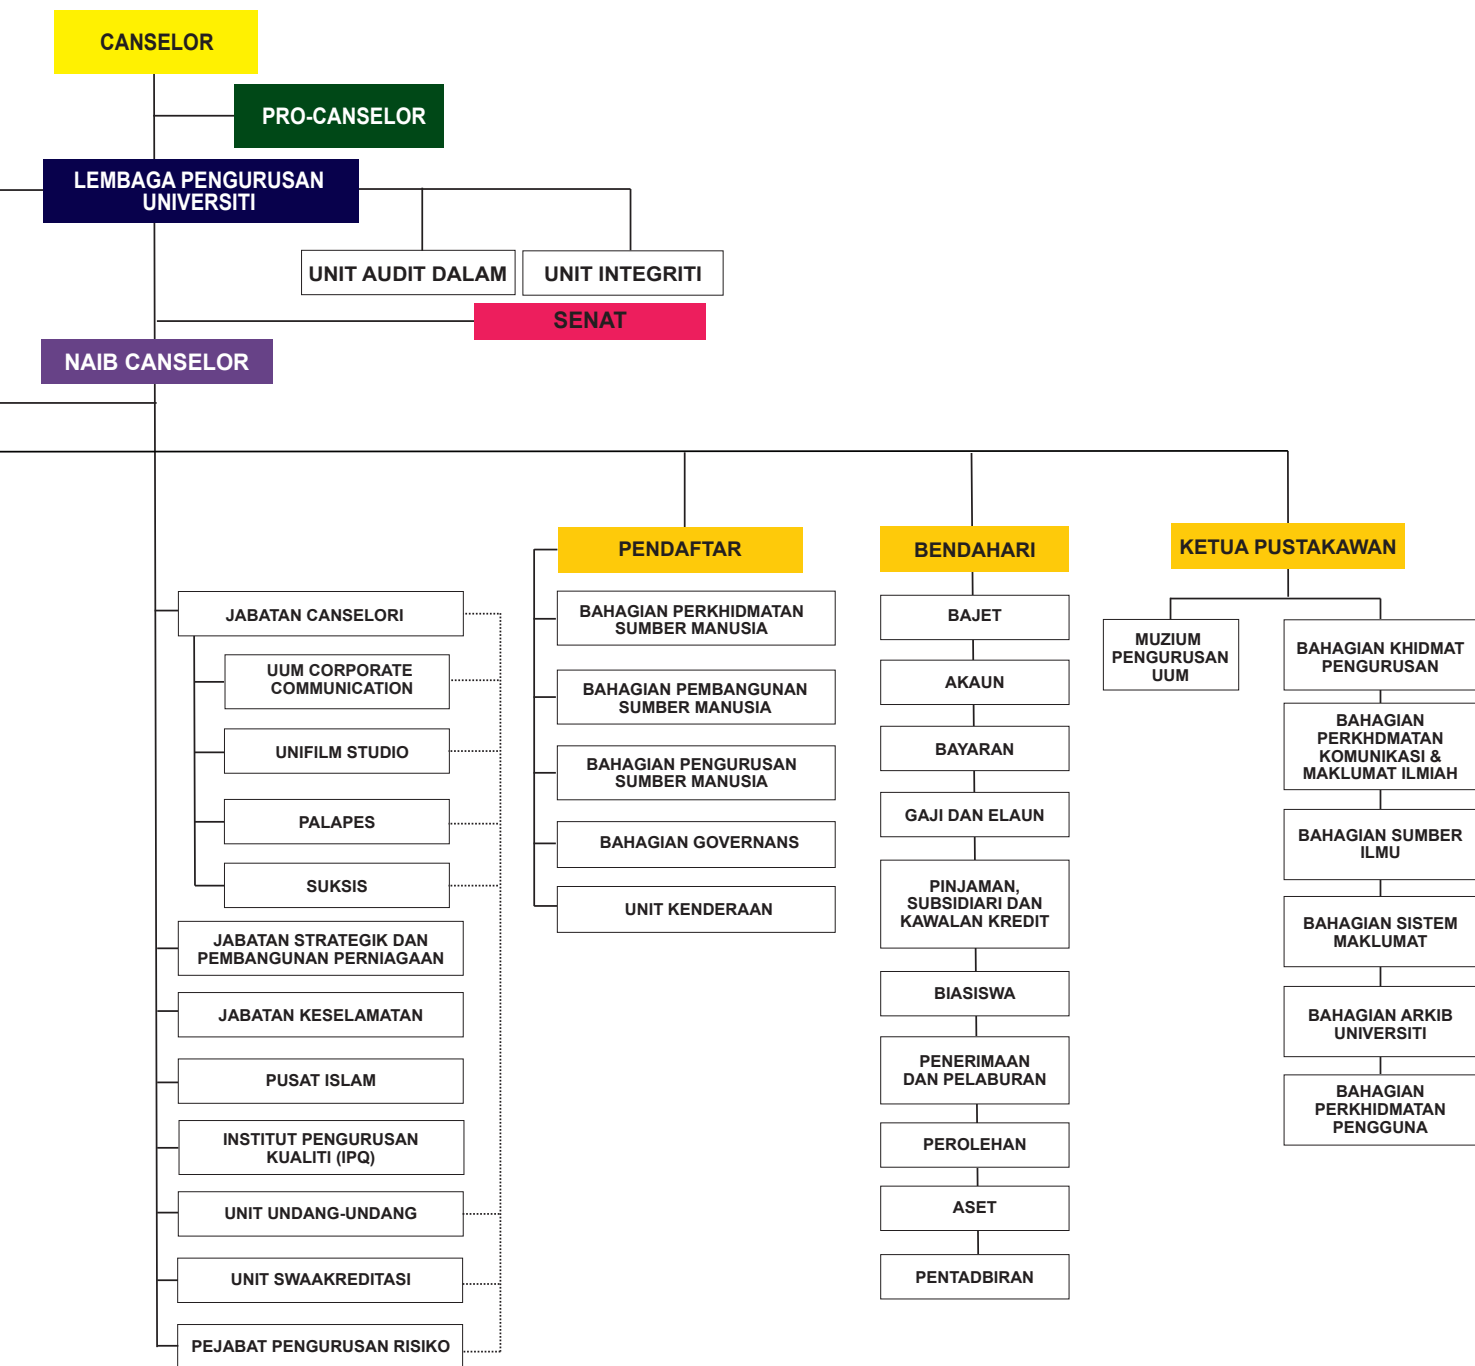 CANSELOR
PRO-CANSELOR
LEMBAGA PENGURUSAN
UNIVERSITI
UNIT AUDIT DALAM
UNIT INTEGRITI
SENAT
NAIB CANSELOR
JABATAN CANSELORI
UUM CORPORATE
COMMUNICATION
UNIFILM STUDIO
PALAPES
SUKSIS
JABATAN STRATEGIK DAN
PEMBANGUNAN PERNIAGAAN
JABATAN KESELAMATAN
PUSAT ISLAM
INSTITUT PENGURUSAN
KUALITI (IPQ)
UNIT UNDANG-UNDANG
UNIT SWAAKREDITASI
PEJABAT PENGURUSAN RISIKO
PENDAFTAR
BAHAGIAN PERKHIDMATAN
SUMBER MANUSIA
BAHAGIAN PEMBANGUNAN
SUMBER MANUSIA
BAHAGIAN PENGURUSAN
SUMBER MANUSIA
BAHAGIAN GOVERNANS
UNIT KENDERAAN
BENDAHARI
BAJET
AKAUN
BAYARAN
GAJI DAN ELAUN
PINJAMAN,
SUBSIDIARI DAN
KAWALAN KREDIT
BIASISWA
PENERIMAAN
DAN PELABURAN
PEROLEHAN
ASET
PENTADBIRAN
KETUA PUSTAKAWAN
MUZIUM
PENGURUSAN
UUM
BAHAGIAN KHIDMAT
PENGURUSAN
BAHAGIAN
PERKHDMATAN
KOMUNIKASI &
MAKLUMAT ILMIAH
BAHAGIAN SUMBER
ILMU
BAHAGIAN SISTEM
MAKLUMAT
BAHAGIAN ARKIB
UNIVERSITI
BAHAGIAN
PERKHIDMATAN
PENGGUNA